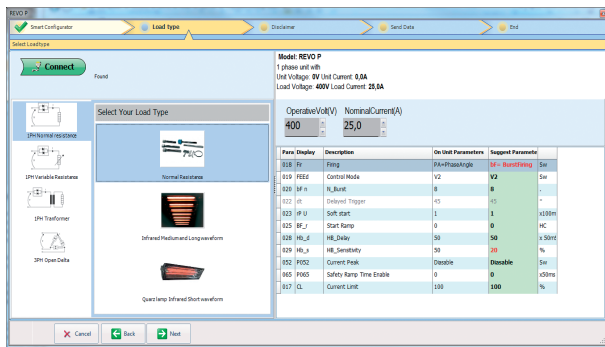 REVO P
Smart Configurator
Load type
Disclaimer
Send Data
End
Select Loadtype
Connect
Found
Model: REVO P
1 phase unit with
Unit Voltage: 0V Unit Current: 0,0A
Load Voltage: 400V Load Current: 25,0A
1PH Normal resistance
1PH Variable Resistance
1PH Tranformer
3PH Open Delta
Select Your Load Type
Normal Resistance
Infrared Medium and Long waveform
Quarz lamp Infrared Short waveform
OperativeVolt(V) NominalCurrent(A)
400 25,0
Para Display Description On Unit Parameters Suggest Paramete
018 Fr Firing PA=PhaseAngle bF= Burstfiring Sw
019 FEEd Control Mode V2 V2 Sw
020 bF n N_Burst 8 8 .
022 dt Delayed Trigger 45 45 °
023 rP U Soft start 1 1 x100m
025 BF_r Start Ramp 0 0 HC
028 Hb_d HB_Delay 50 50 x 50m
029 Hb_s HB_Sensitivity 50 20 %
052 P052 Current Peak Diasable Diasable Sw
065 P065 Safety Ramp Time Enable 0 0 x50ms
017 CL Current Limit 100 100 %
Cancel Back Next